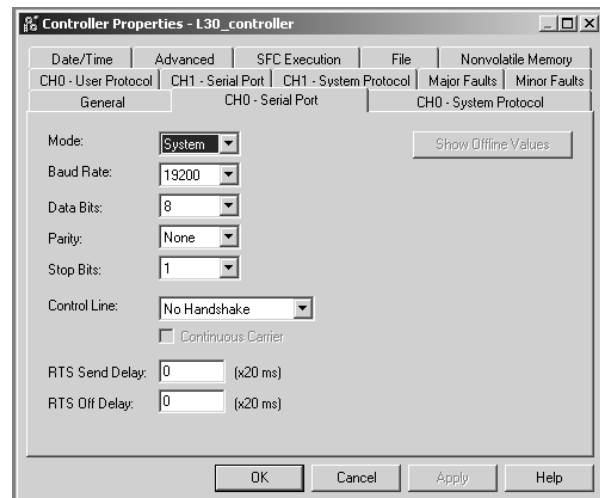 Controller Properties - L30_controller
Date/Time Advanced SFC Execution File Nonvolatile Memory
CH0 - User Protocol CH1 - Serial Port CH1 - System Protocol Major Faults Minor Faults
General CH0 - Serial Port CH0 - System Protocol
Mode: System Show Offline Values
Baud Rate: 19200
Data Bits: 8
Parity: None
Stop Bits: 1
Control Line: No Handshake
Continuous Carrier
RTS Send Delay: 0 (x20 ms)
RTS Off Delay: 0 (x20 ms)
OK Cancel Apply Help